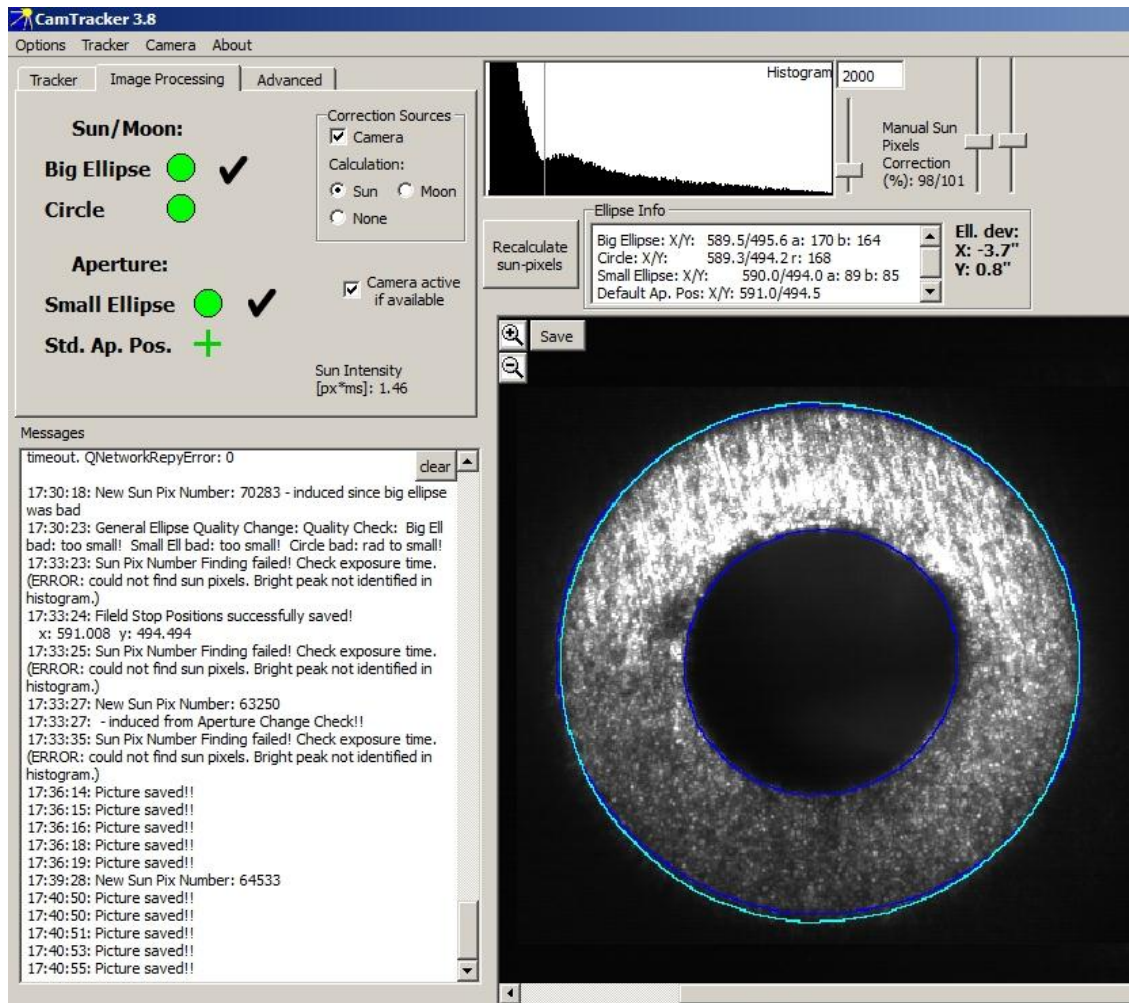 CamTracker 3.8
Options Tracker Camera About
Tracker Image Processing Advanced
Sun/Moon:
Big Ellipse
Circle
Aperture:
Small Ellipse
Std. Ap. Pos.
Correction Sources
Camera
Calculation:
Sun Moon
None
Camera active
if available
Sun Intensity
[px*ms]: 1.46
Histogram
2000
Manual Sun
Pixels
Correction
(%): 98/101
Recalculate
sun-pixels
Ellipse Info
Big Ellipse: X/Y: 589.5/495.6 a: 170 b: 164
Circle: X/Y: 589.3/494.2 r: 168
Small Ellipse: X/Y: 590.0/494.0 a: 89 b: 85
Default Ap. Pos: X/Y: 591.0/494.5
Ell. dev:
X: -3.7"
Y: 0.8"
Save
Messages
timeout. QNetworkRepyError: 0
clear
17:30:18: New Sun Pix Number: 70283 - induced since big ellipse
was bad
17:30:23: General Ellipse Quality Change: Quality Check: Big Ell
bad: too small! Small Ell bad: too small! Circle bad: rad to small!
17:33:23: Sun Pix Number Finding failed! Check exposure time.
(ERROR: could not find sun pixels. Bright peak not identified in
histogram.)
17:33:24: Fileld Stop Positions successfully saved!
x: 591.008 y: 494.494
17:33:25: Sun Pix Number Finding failed! Check exposure time.
(ERROR: could not find sun pixels. Bright peak not identified in
histogram.)
17:33:27: New Sun Pix Number: 63250
17:33:27: - induced from Aperture Change Check!!
17:33:35: Sun Pix Number Finding failed! Check exposure time.
(ERROR: could not find sun pixels. Bright peak not identified in
histogram.)
17:36:14: Picture saved!!
17:36:15: Picture saved!!
17:36:16: Picture saved!!
17:36:18: Picture saved!!
17:36:19: Picture saved!!
17:39:28: New Sun Pix Number: 64533
17:40:50: Picture saved!!
17:40:50: Picture saved!!
17:40:51: Picture saved!!
17:40:53: Picture saved!!
17:40:55: Picture saved!!